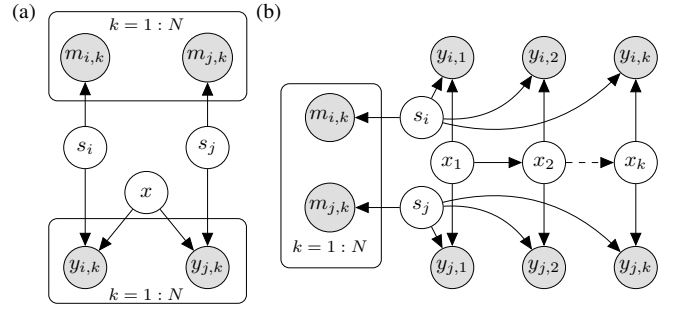 (a)
k = 1 : N
m_{i,k} m_{j,k}
s_i s_j
x
y_{i,k} y_{j,k}
k = 1 : N
(b)
y_{i,1} y_{i,2} y_{i,k}
m_{i,k} s_i
x_1 x_2 x_k
m_{j,k} s_j
k = 1 : N
y_{j,1} y_{j,2} y_{j,k}